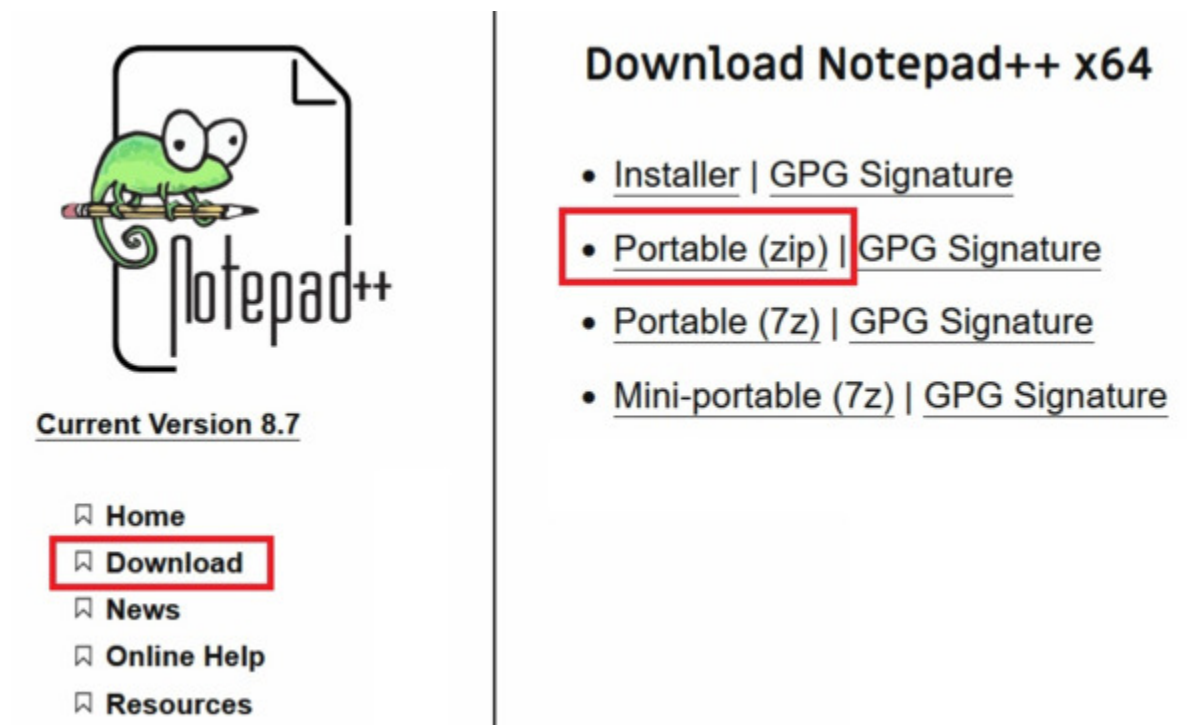 Notepad++
Current Version 8.7
Home
Download
News
Online Help
Resources
Download Notepad++ x64
• Installer | GPG Signature
• Portable (zip) | GPG Signature
• Portable (7z) | GPG Signature
• Mini-portable (7z) | GPG Signature